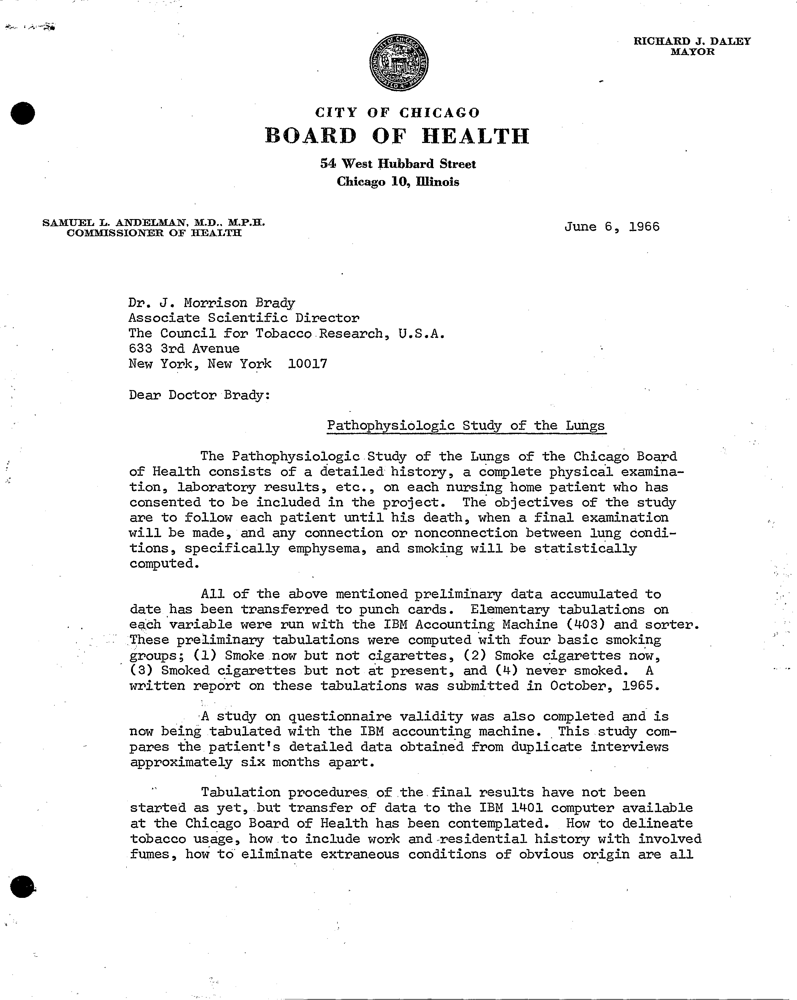 RICHARD J. DALEY
MAYOR
CITY OF CHICAGO
BOARD OF HEALTH
54 West Hubbard Street
Chicago 10, Illinois
SAMUEL L. ANDELMAN, M.D.. M.P.H.
COMMISSIONER OF HEALTH
June 6, 1966
Dr. J. Morrison Brady
Associate Scientific Director
The Council for Tobacco Research, U.S.A.
633 3rd Avenue
New York, New York  10017
Dear Doctor Brady:
Pathophysiologic Study of the Lungs
The Pathophysiologic Study of the Lungs of the Chicago Board
of Health consists of a detailed history, a complete physical examina-
tion, laboratory results, etc., on each nursing home patient who has
consented to be included in the project.  The objectives of the study
are to follow each patient until his death, when a final examination
will be made, and any connection or nonconnection between lung condi-
tions, specifically emphysema, and smoking will be statistically
computed.
All of the above mentioned preliminary data accumulated to
date has been transferred to punch cards.  Elementary tabulations on
each variable were run with the IBM Accounting Machine (403) and sorter.
These preliminary tabulations were computed with four basic smoking
groups; (1) Smoke now but not cigarettes, (2) Smoke cigarettes now,
(3) Smoked cigarettes but not at present, and (4) never smoked.  A
written report on these tabulations was submitted in October, 1965.
A study on questionnaire validity was also completed and is
now being tabulated with the IBM accounting machine.  This study com-
pares the patient's detailed data obtained from duplicate interviews
approximately six months apart.
Tabulation procedures of the final results have not been
started as yet, but transfer of data to the IBM 1401 computer available
at the Chicago Board of Health has been contemplated.  How to delineate
tobacco usage, how to include work and residential history with involved
fumes, how to eliminate extraneous conditions of obvious origin are all